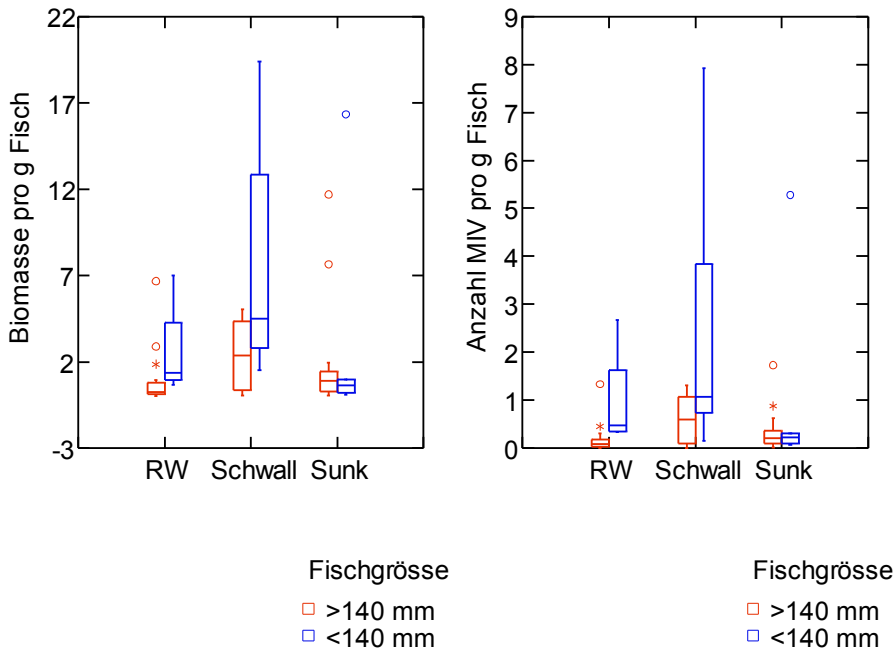 Biomasse pro g Fisch
22
17
12
7
2
-3
RW Schwall Sunk
Anzahl MIV pro g Fisch
9
8
7
6
5
4
3
2
1
0
RW Schwall Sunk
Fischgrösse
>140 mm
<140 mm
Fischgrösse
>140 mm
<140 mm